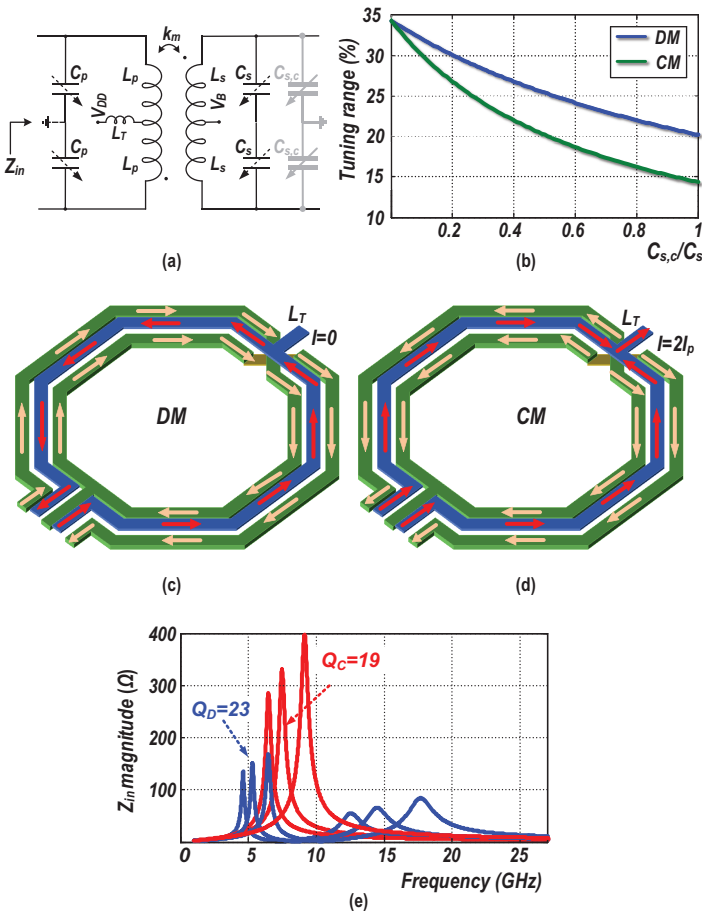 k_m
C_p L_p L_s C_s C_s,c
V_DD V_B
L_T
C_p C_s C_s,c
Z_in L_p L_s
(a)
Tuning range (%)
35
30
25
20
15
10
0.2 0.4 0.6 0.8 1
C_s,c/C_s
DM
CM
(b)
L_T
I=0
DM
(c)
L_T
I=2I_p
CM
(d)
Z_in magnitude (Ω)
400
300
200
100
0 5 10 15 20 25
Frequency (GHz)
Q_C=19
Q_D=23
(e)